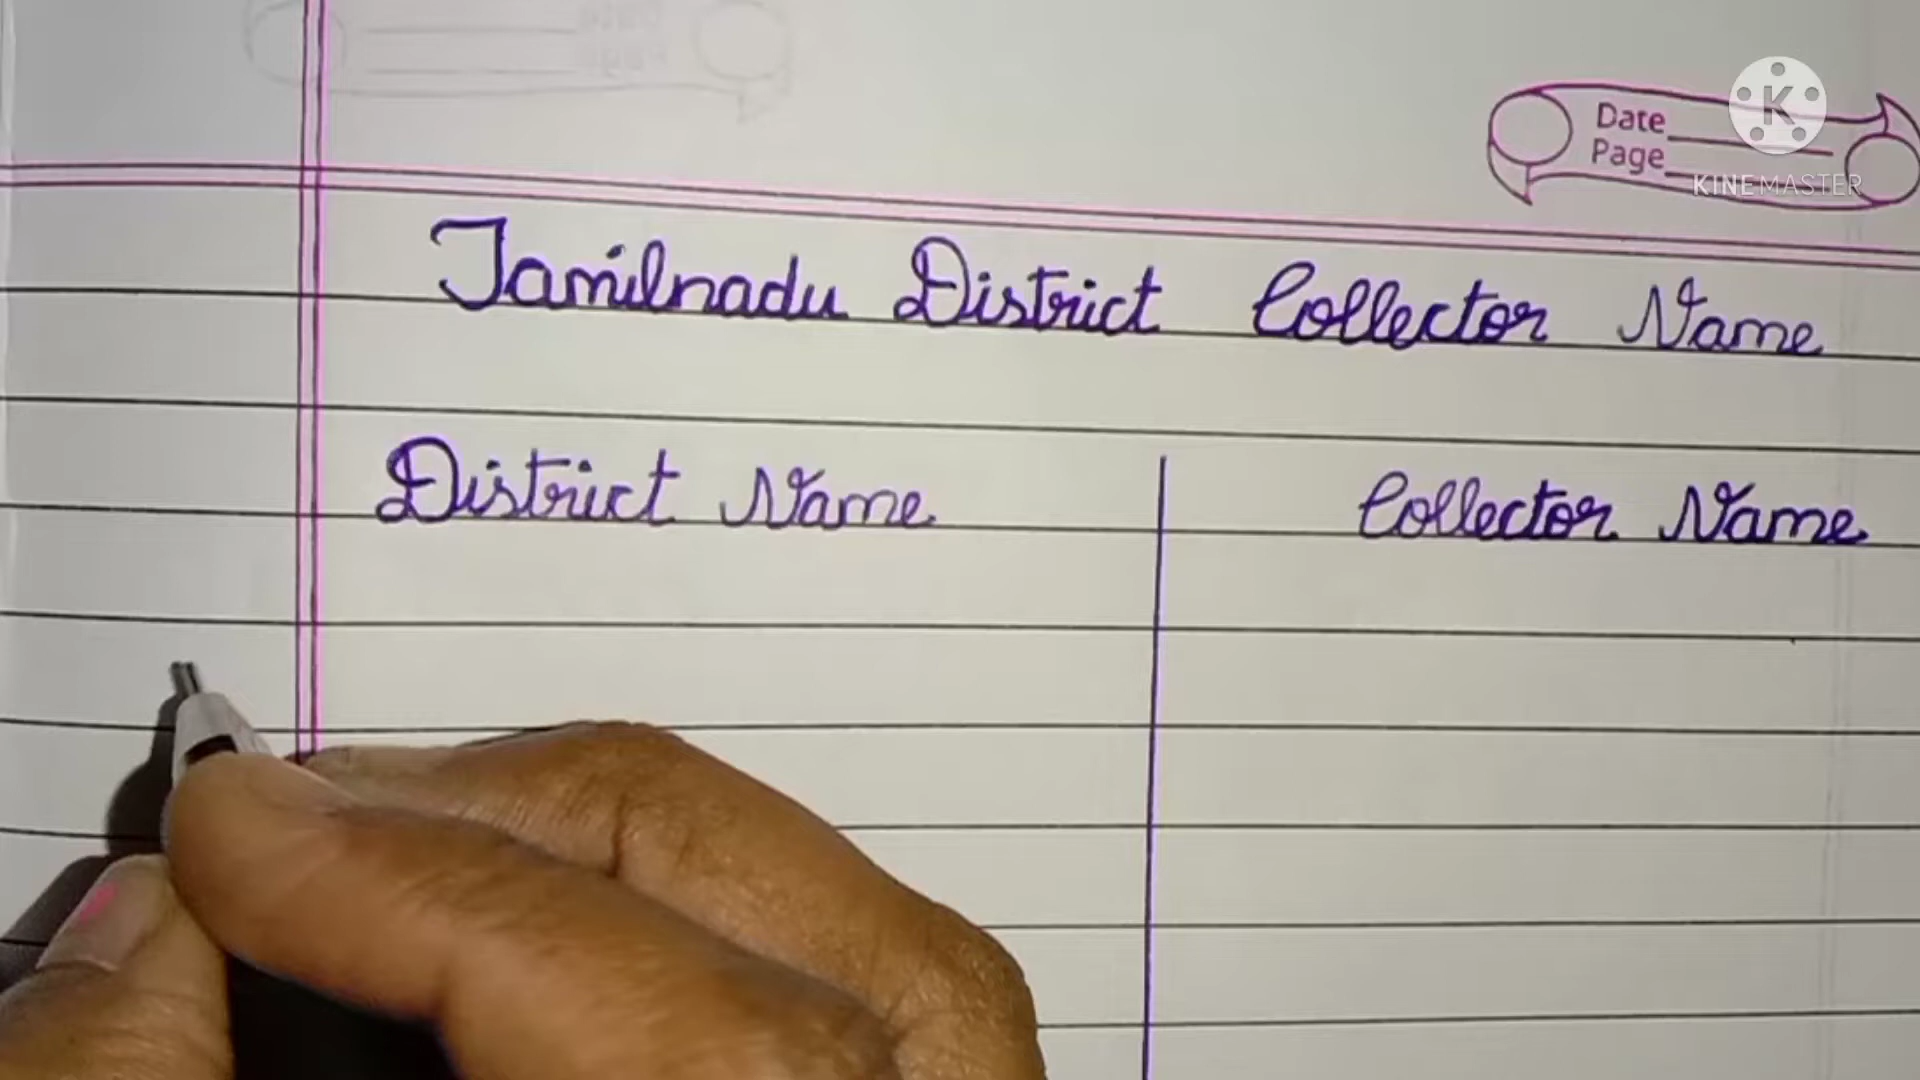 Date
Page
KINEMASTER
Tamilnadu District Collector Name
District Name
Collector Name